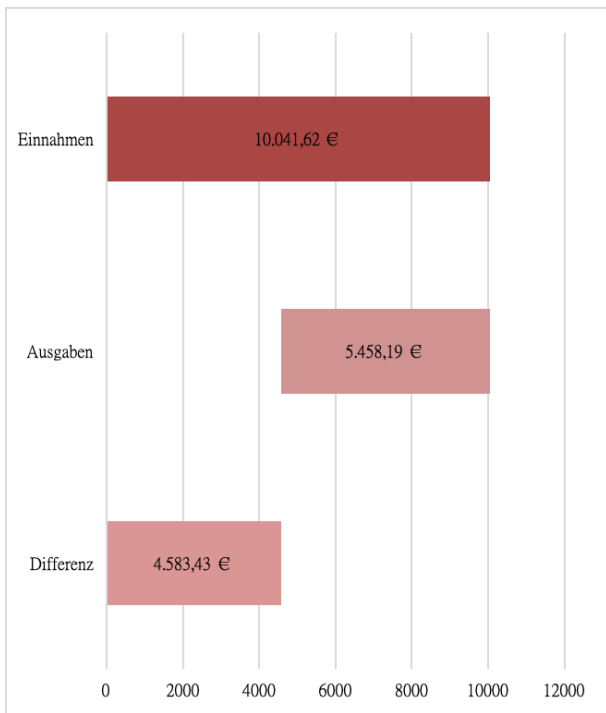 Einnahmen
10.041,62 €
Ausgaben
5.458,19 €
Differenz
4.583,43 €
0 2000 4000 6000 8000 10000 12000